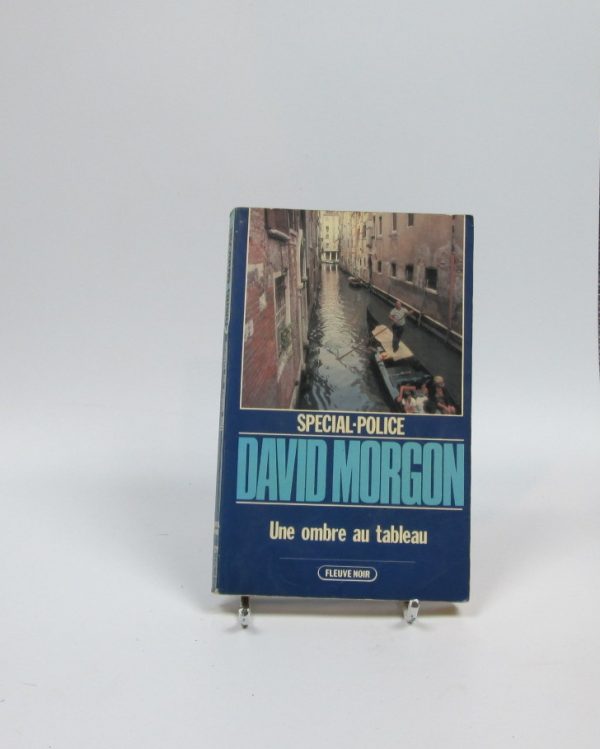 SPECIAL-POLICE
DAVID MORGON
Une ombre au tableau
FLEUVE NOIR